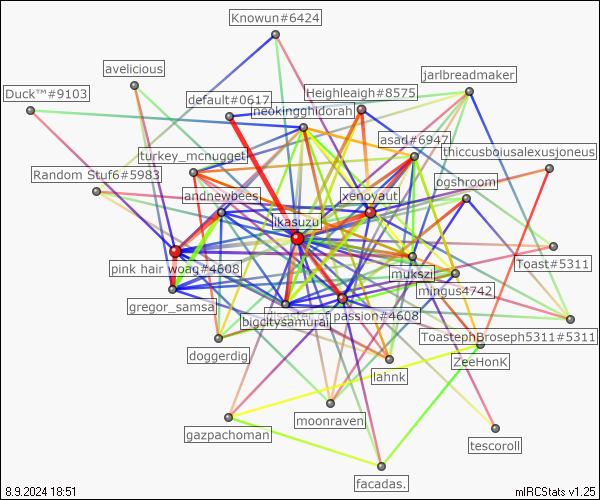 Knowun#6424
avelicious
jarlbreadmaker
Duck™#9103
Heighleaigh#8575
default#0617
neokingghidorah
asad#6947
thiccusboiusalexusjoneus
turkey_mcnugget
Random Stuf6#5983
ogshroom
andnewbees
xenoyaut
jkasuzu
Toast#5311
pink hair woag#4608
mukszi
mingus4742
gregor_samsa
passion#4608
bigcitysamurai
ToastephBroseph5311#5311
doggerdig
ZeeHonK
lahnk
moonraven
gazpachoman
tescoroll
facadas.
8.9.2024 18:51
mIRCStats v1.25